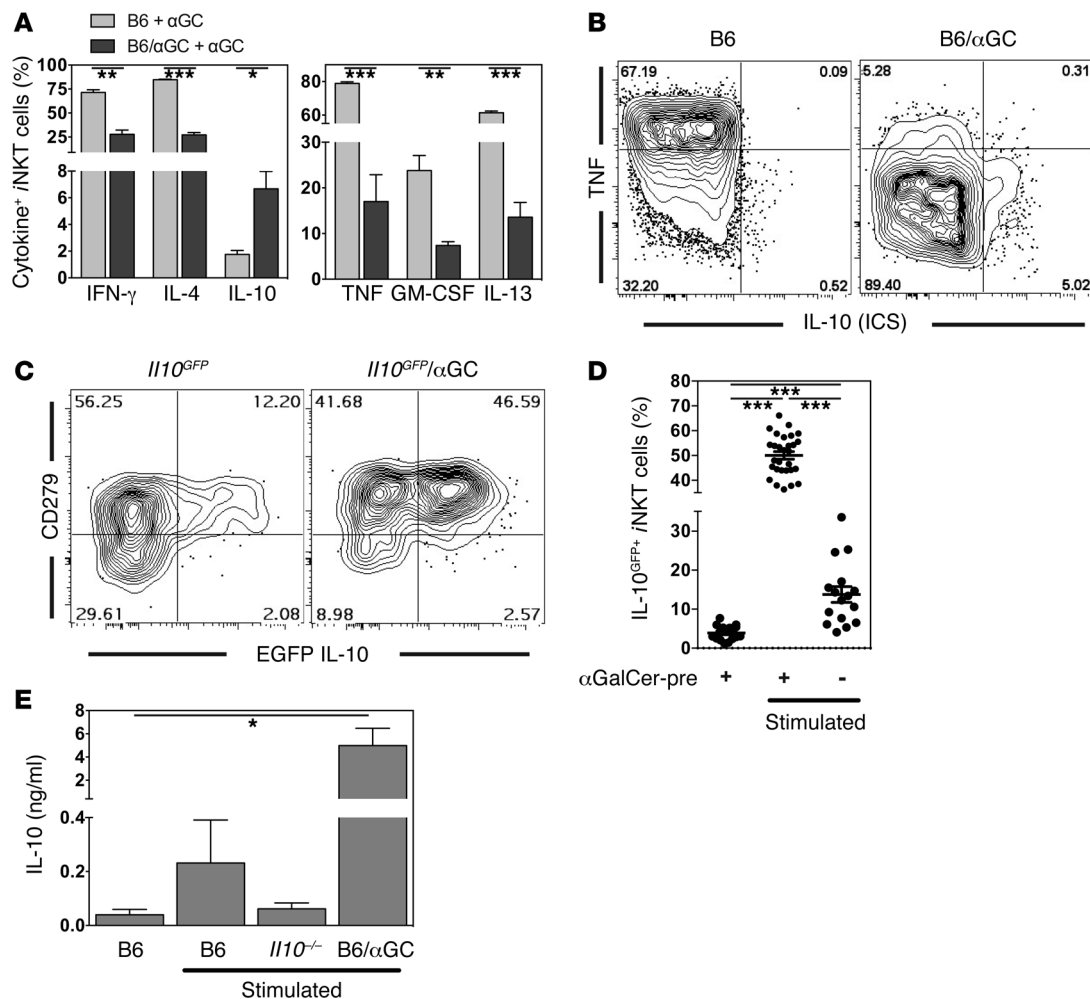 A
B6 + αGC
B6/αGC + αGC
Cytokine⁺ iNKT cells (%)
100
75
50
25
8
6
4
2
0
** *** *
IFN-γ IL-4 IL-10
80
60
30
20
10
0
*** ** ***
TNF GM-CSF IL-13
B
B6 B6/αGC
67.19 0.09 5.28 0.31
TNF
32.20 0.52 89.40 5.02
IL-10 (ICS)
C
Il10ᴳᶠᴾ Il10ᴳᶠᴾ/αGC
56.25 12.20 41.68 46.59
CD279
29.61 2.08 8.98 2.57
EGFP IL-10
D
IL-10ᴳᶠᴾ⁺ iNKT cells (%)
80
70
60
50
40
30
20
10
0
***
*** ***
αGalCer-pre + + -
Stimulated
E
IL-10 (ng/ml)
8
6
4
2
0.4
0.2
0.0
*
B6 B6 Il10⁻/⁻ B6/αGC
Stimulated